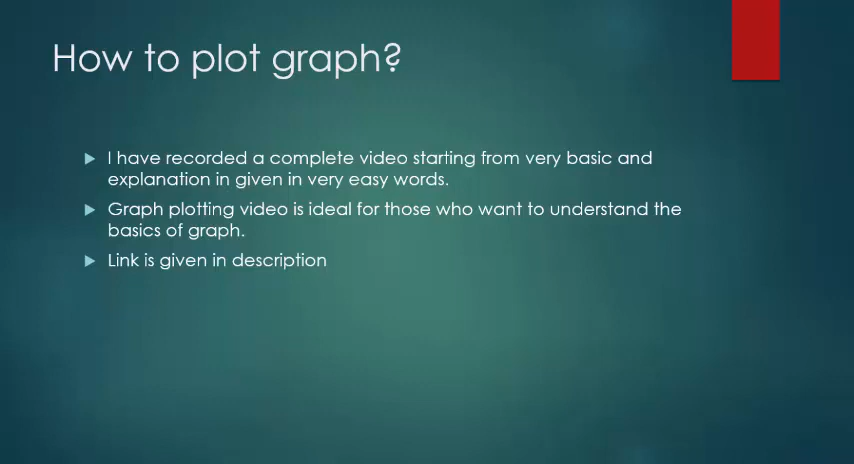 How to plot graph?
I have recorded a complete video starting from very basic and
explanation in given in very easy words.
Graph plotting video is ideal for those who want to understand the
basics of graph.
Link is given in description